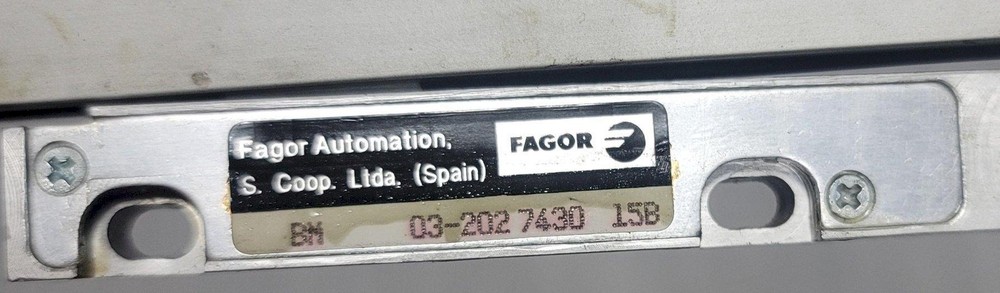 Fagor Automation,
S. Coop. Ltda. (Spain)
FAGOR
BM 03-202 7430 15B